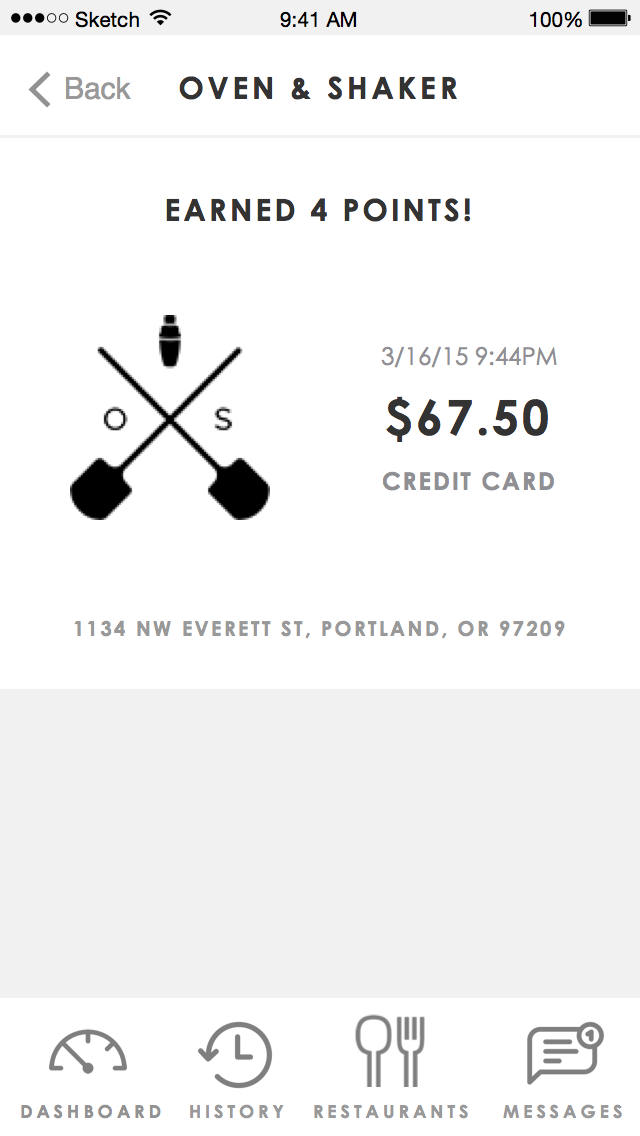 Sketch 9:41 AM 100%
Back OVEN & SHAKER
EARNED 4 POINTS!
3/16/15 9:44PM
O S
$67.50
CREDIT CARD
1134 NW EVERETT ST, PORTLAND, OR 97209
1
DASHBOARD HISTORY RESTAURANTS MESSAGES